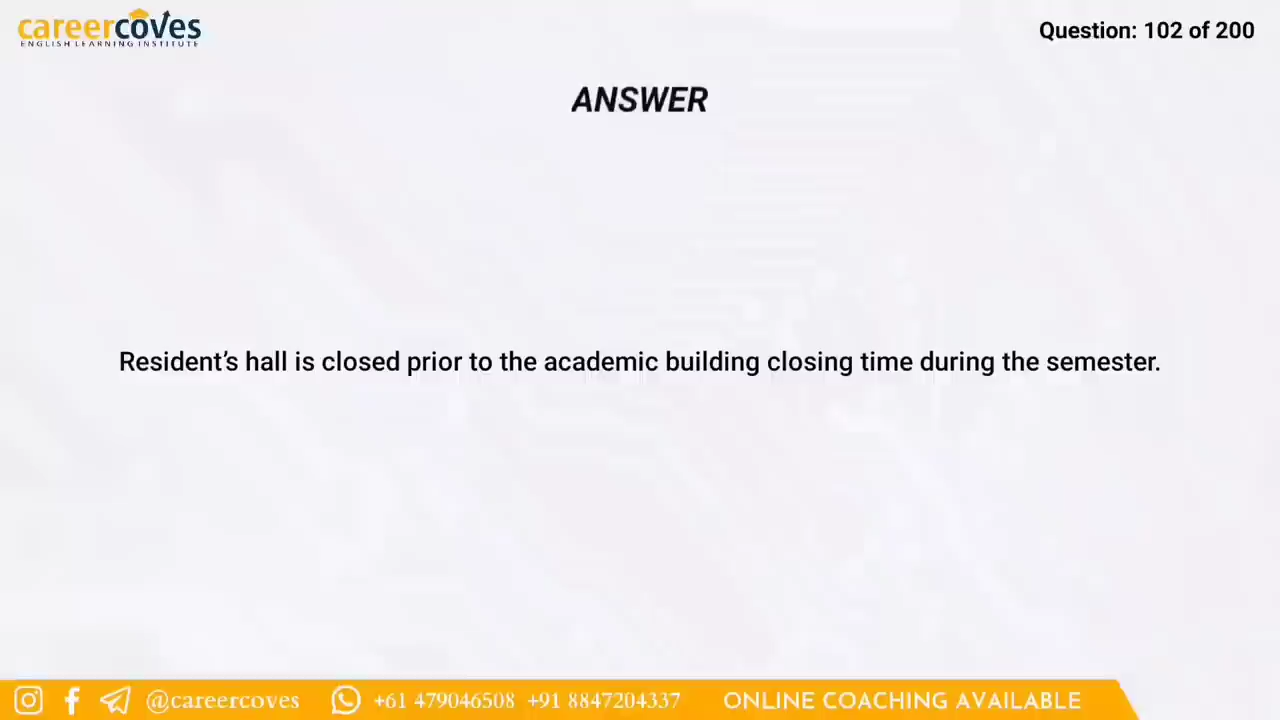 careercoves
ENGLISH LEARNING INSTITUTE
Question: 102 of 200
ANSWER
Resident’s hall is closed prior to the academic building closing time during the semester.
@careercoves +61 479046508 +91 8847204337 ONLINE COACHING AVAILABLE